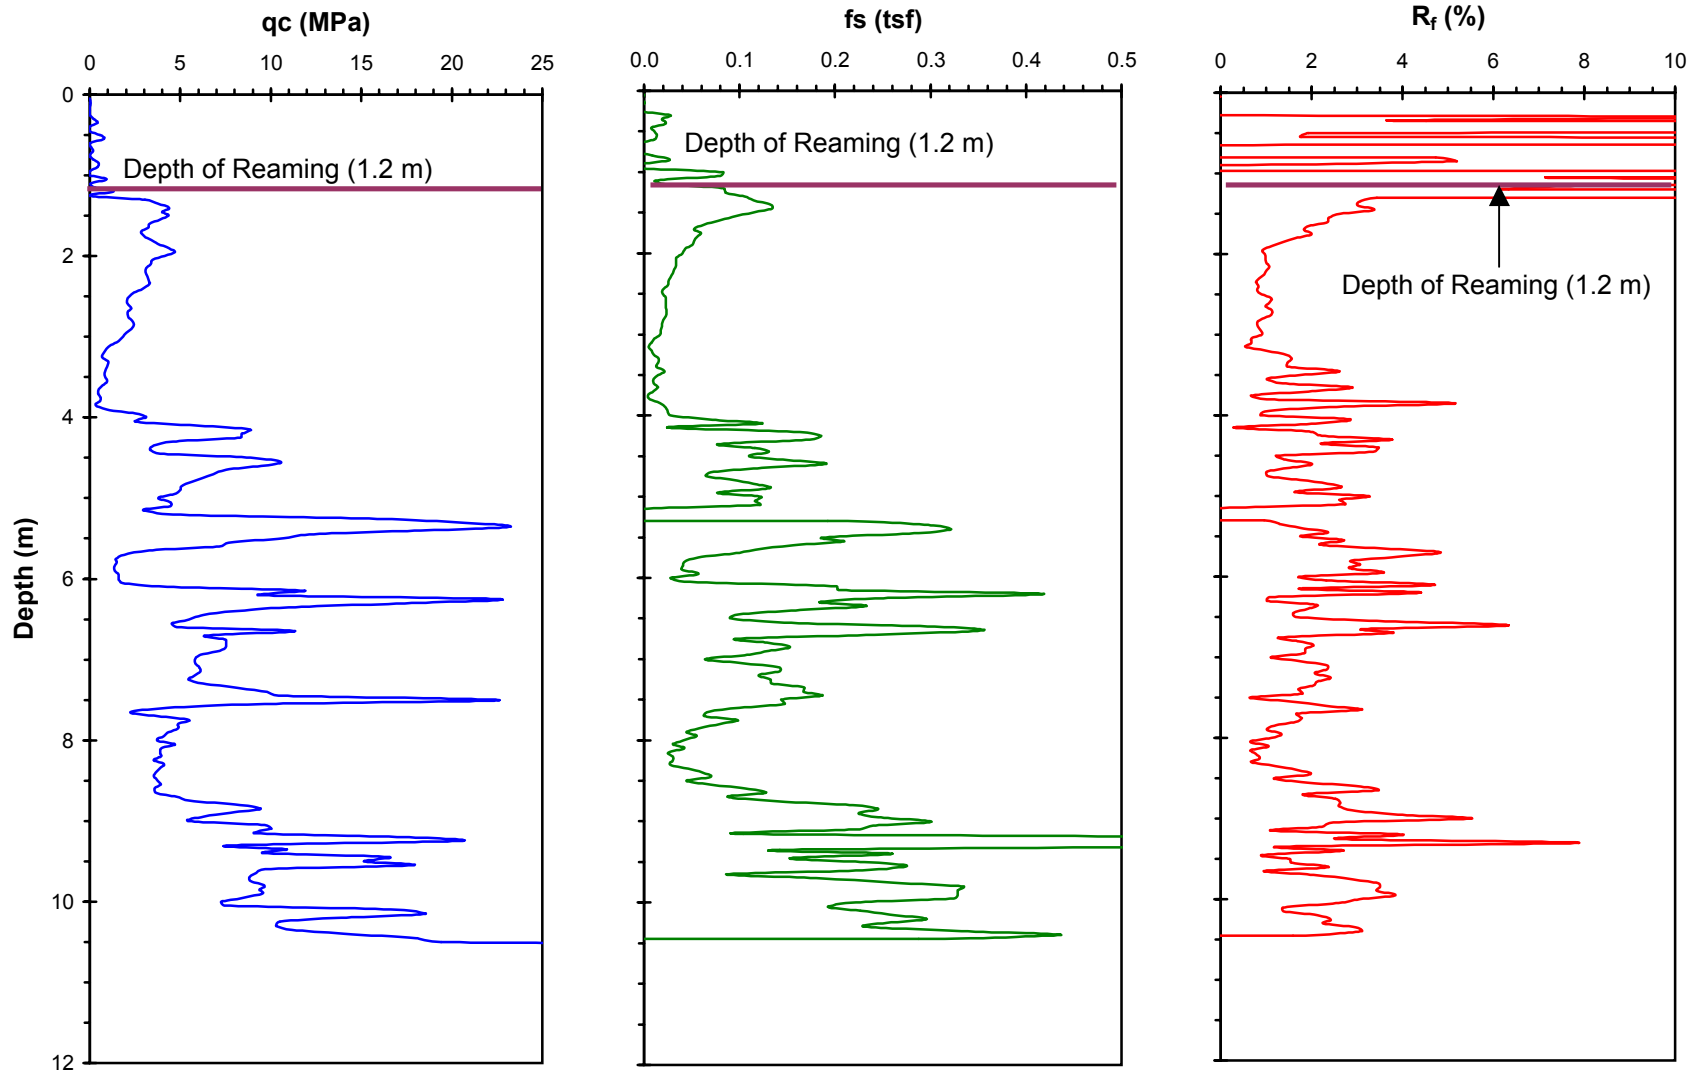 qc (MPa)
0 5 10 15 20 25
0
2
4
6
8
10
12
Depth (m)
Depth of Reaming (1.2 m)
fs (tsf)
0.0 0.1 0.2 0.3 0.4 0.5
Depth of Reaming (1.2 m)
Rf (%)
0 2 4 6 8 10
Depth of Reaming (1.2 m)